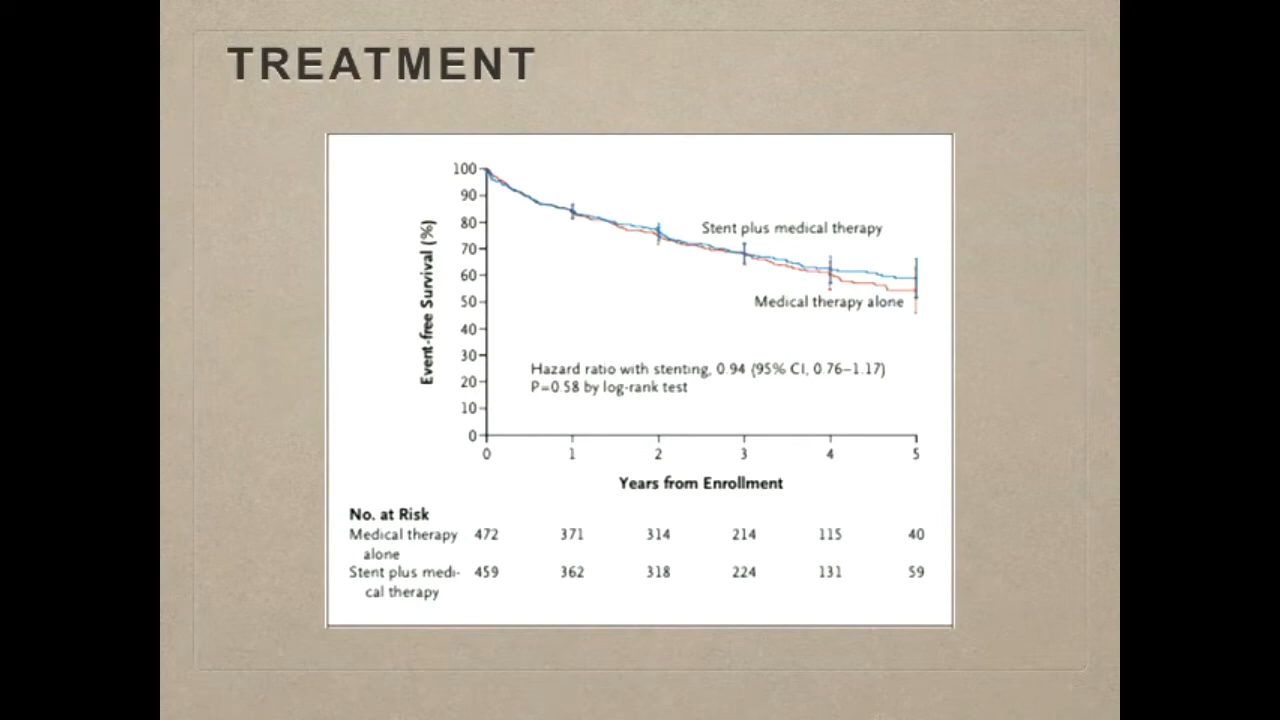 TREATMENT
100
90
80
70
60
50
40
30
20
10
0
Event-free Survival (%)
Stent plus medical therapy
Medical therapy alone
Hazard ratio with stenting, 0.94 (95% CI, 0.76–1.17)
P=0.58 by log-rank test
0 1 2 3 4 5
Years from Enrollment
No. at Risk
Medical therapy 472 371 314 214 115 40
alone
Stent plus medi- 459 362 318 224 131 59
cal therapy